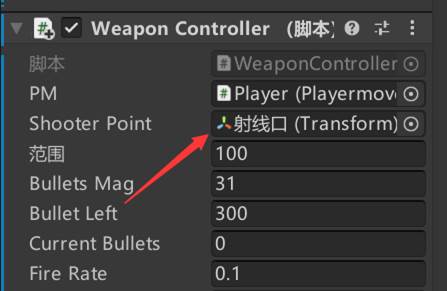 Weapon Controller （脚本）
脚本 WeaponController
PM Player (Playermov
Shooter Point 射线口 (Transform)
范围 100
Bullets Mag 31
Bullet Left 300
Current Bullets 0
Fire Rate 0.1